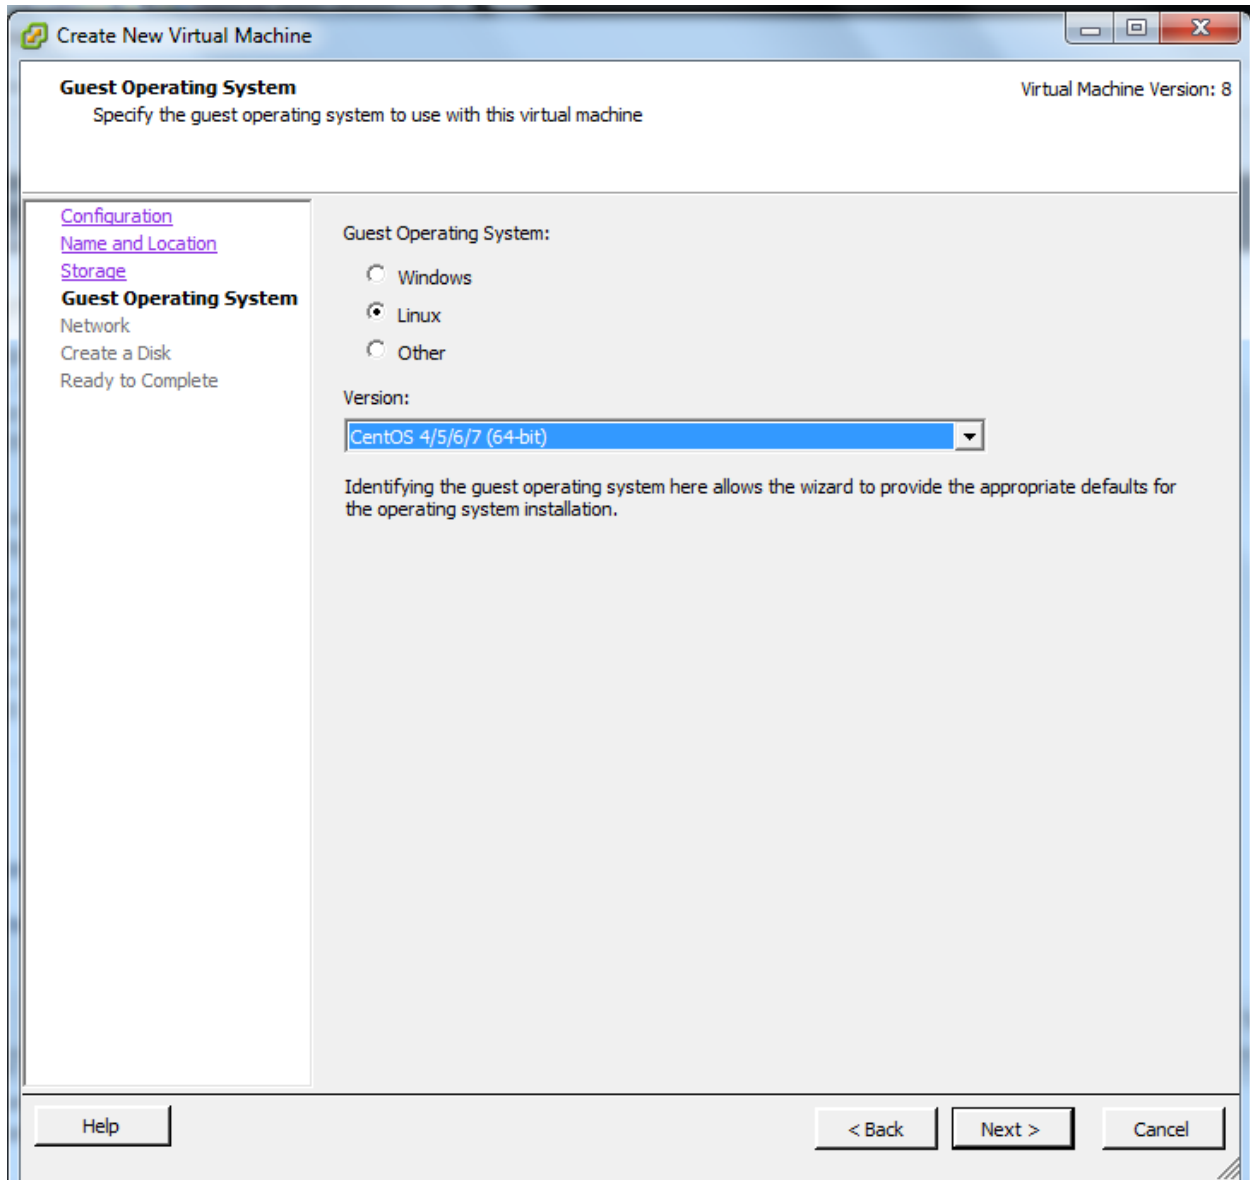 Create New Virtual Machine
Guest Operating System
Virtual Machine Version: 8
Specify the guest operating system to use with this virtual machine
Configuration
Name and Location
Storage
Guest Operating System
Network
Create a Disk
Ready to Complete
Guest Operating System:
Windows
Linux
Other
Version:
CentOS 4/5/6/7 (64-bit)
Identifying the guest operating system here allows the wizard to provide the appropriate defaults for
the operating system installation.
Help
< Back
Next >
Cancel